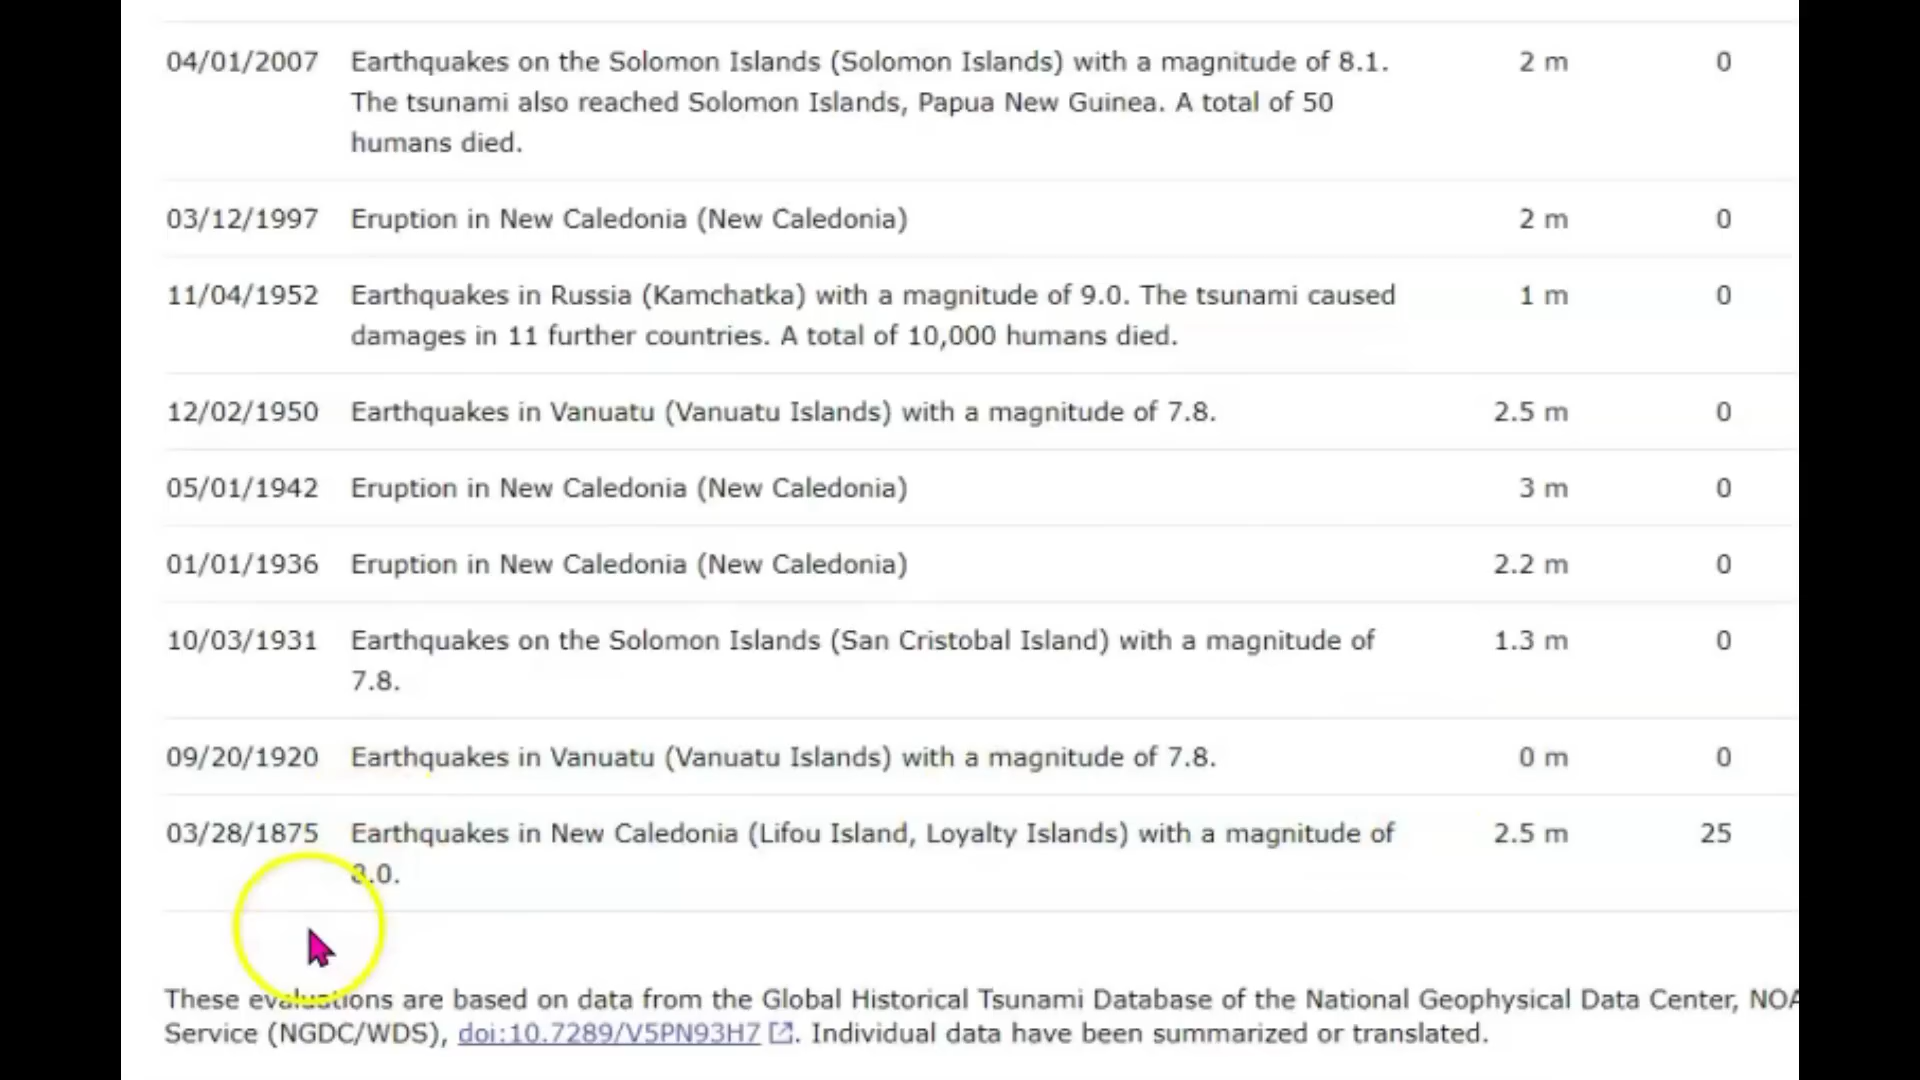 04/01/2007 Earthquakes on the Solomon Islands (Solomon Islands) with a magnitude of 8.1. 2 m 0
The tsunami also reached Solomon Islands, Papua New Guinea. A total of 50
humans died.
03/12/1997 Eruption in New Caledonia (New Caledonia) 2 m 0
11/04/1952 Earthquakes in Russia (Kamchatka) with a magnitude of 9.0. The tsunami caused 1 m 0
damages in 11 further countries. A total of 10,000 humans died.
12/02/1950 Earthquakes in Vanuatu (Vanuatu Islands) with a magnitude of 7.8. 2.5 m 0
05/01/1942 Eruption in New Caledonia (New Caledonia) 3 m 0
01/01/1936 Eruption in New Caledonia (New Caledonia) 2.2 m 0
10/03/1931 Earthquakes on the Solomon Islands (San Cristobal Island) with a magnitude of 1.3 m 0
7.8.
09/20/1920 Earthquakes in Vanuatu (Vanuatu Islands) with a magnitude of 7.8. 0 m 0
03/28/1875 Earthquakes in New Caledonia (Lifou Island, Loyalty Islands) with a magnitude of 2.5 m 25
8.0.
These evaluations are based on data from the Global Historical Tsunami Database of the National Geophysical Data Center, NOA
Service (NGDC/WDS), doi:10.7289/V5PN93H7. Individual data have been summarized or translated.